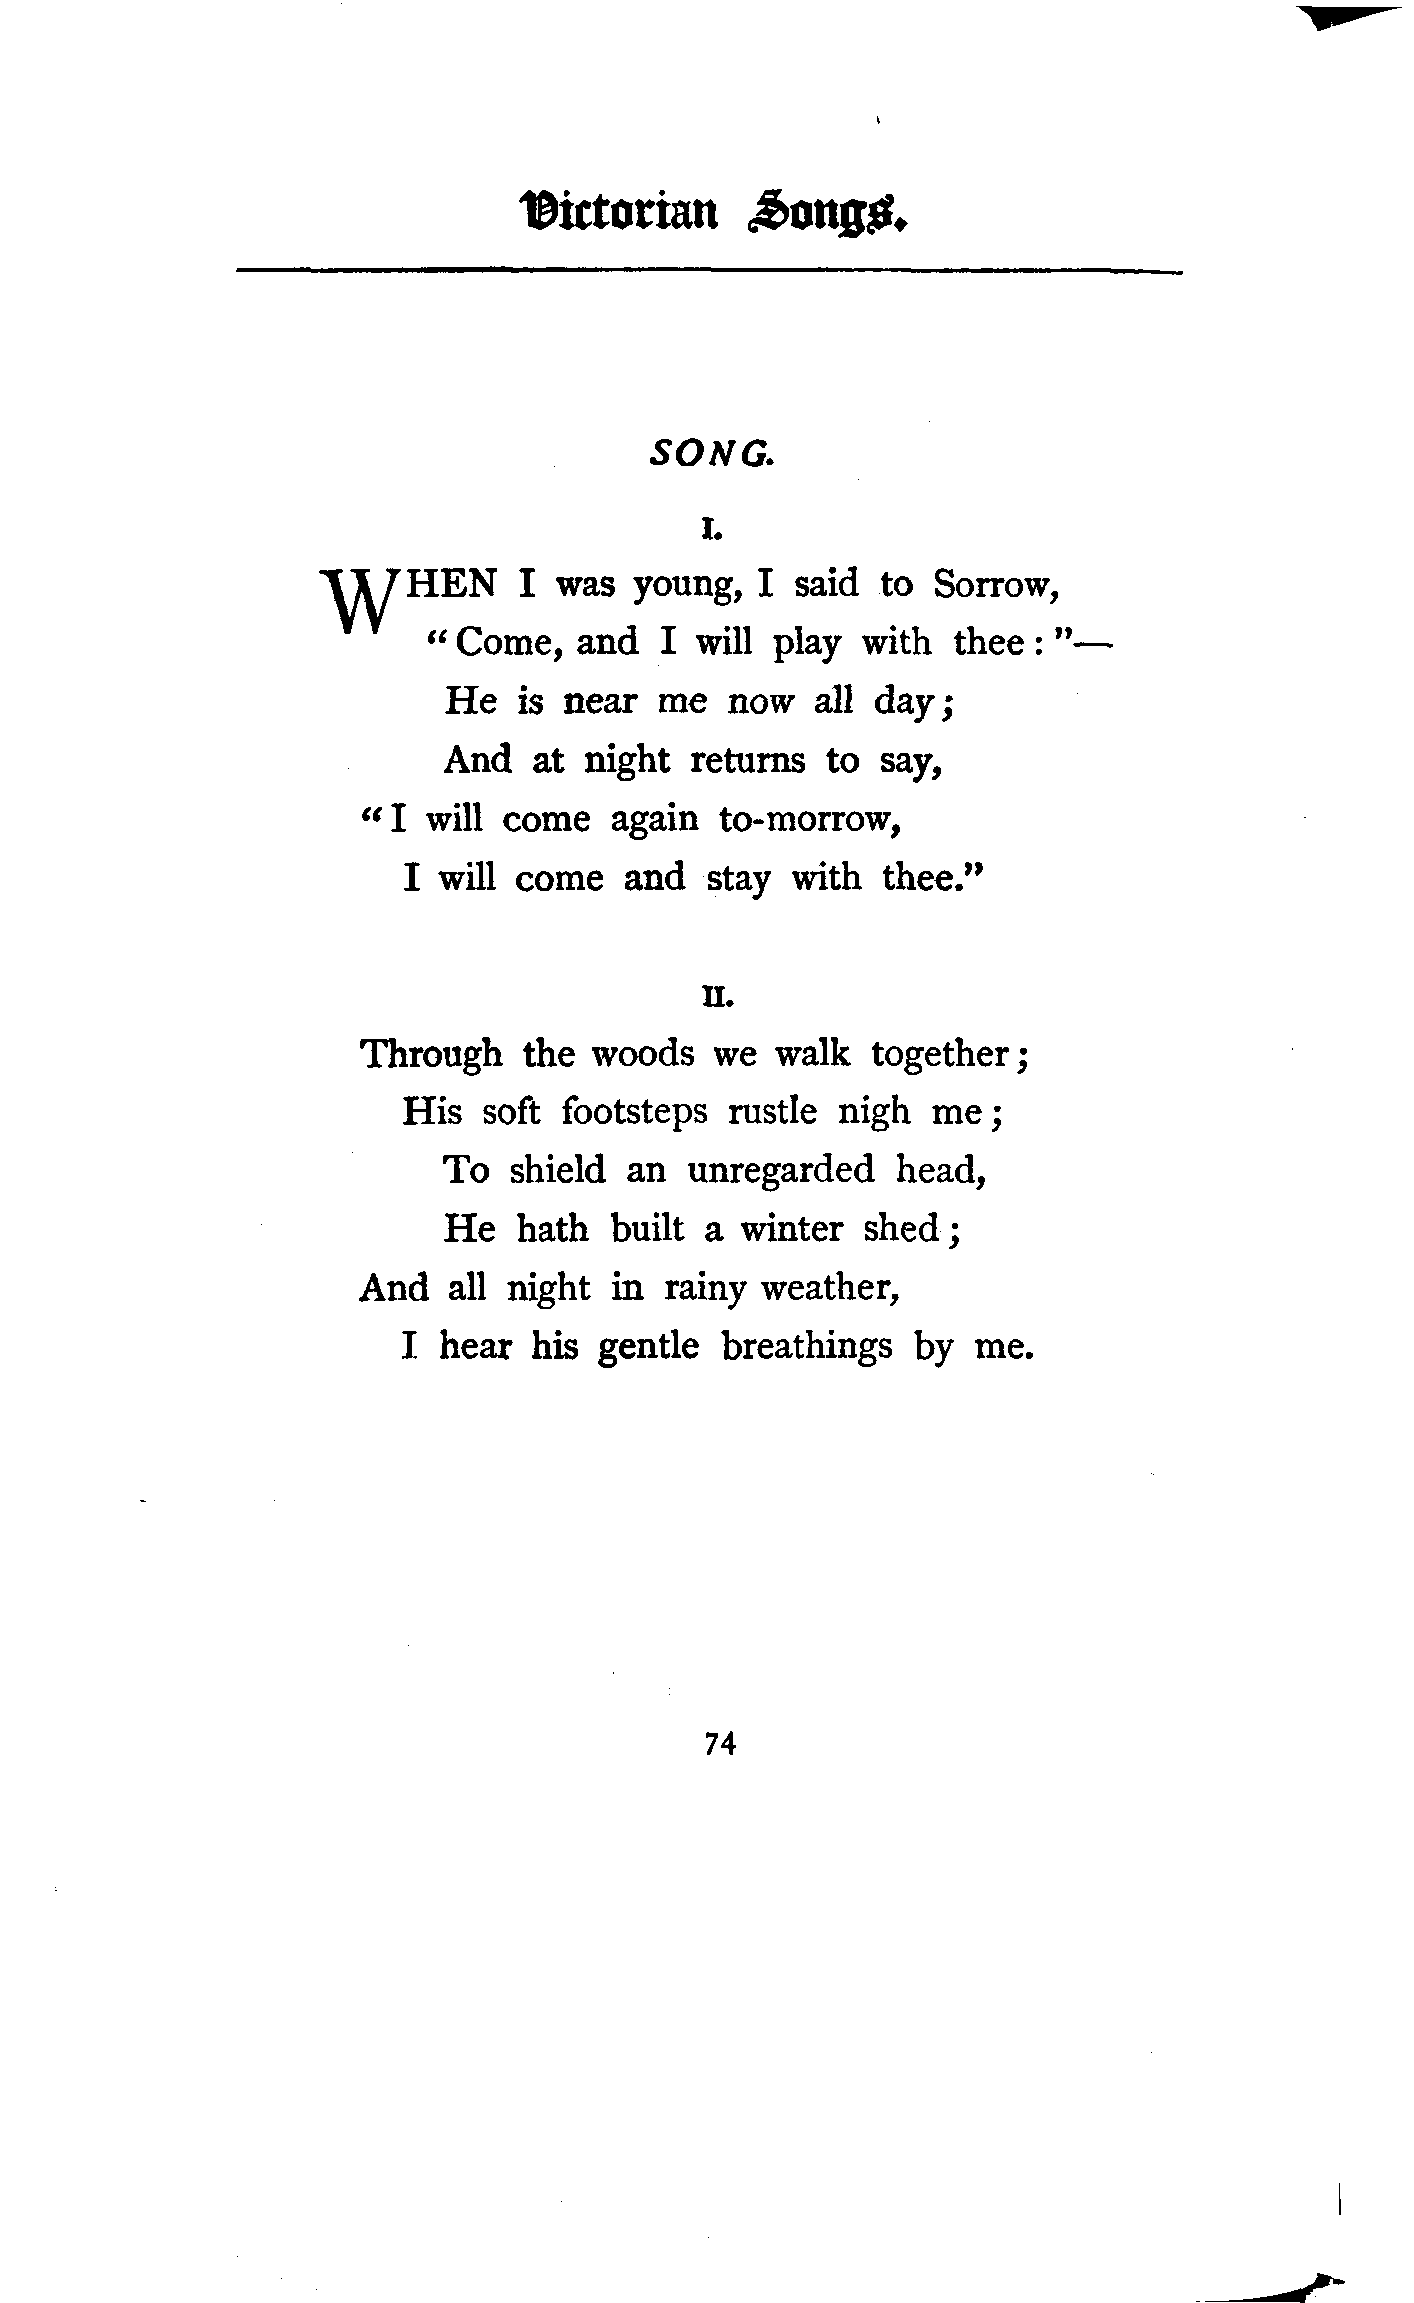 Victorian Songs.
SONG.
I.
WHEN I was young, I said to Sorrow,
“Come, and I will play with thee:”—
He is near me now all day;
And at night returns to say,
“I will come again to-morrow,
I will come and stay with thee.”
II.
Through the woods we walk together;
His soft footsteps rustle nigh me;
To shield an unregarded head,
He hath built a winter shed;
And all night in rainy weather,
I hear his gentle breathings by me.
74